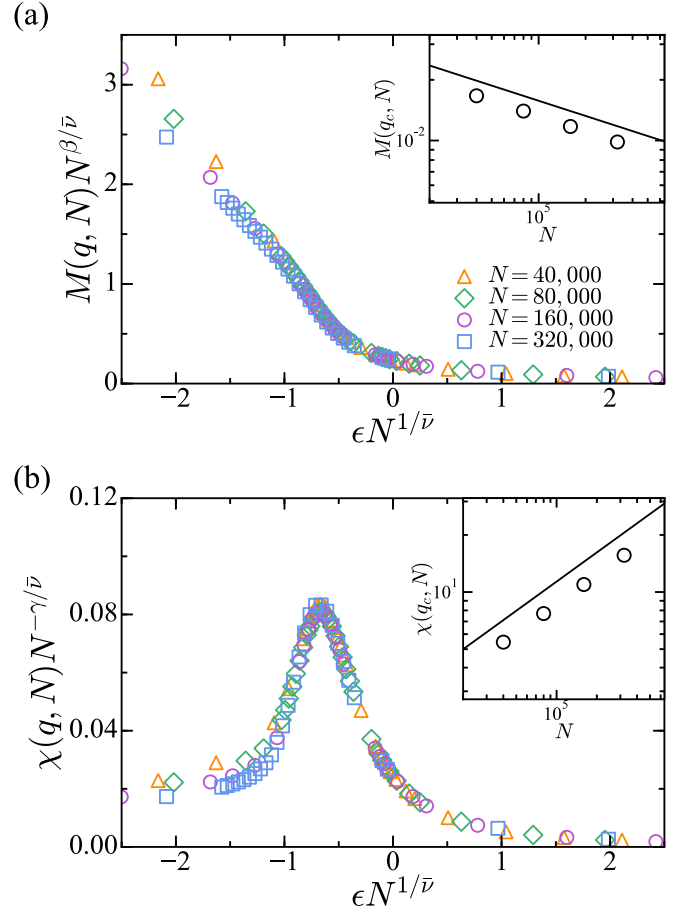 (a)
M(q, N)N^{β/ν̄}
3
2
1
0
−2
−1
0
1
2
ϵN^{1/ν̄}
M(q_c, N)
10^{-2}
10^5
N
N = 40, 000
N = 80, 000
N = 160, 000
N = 320, 000
(b)
χ(q, N)N^{−γ/ν̄}
0.12
0.08
0.04
0.00
−2
−1
0
1
2
ϵN^{1/ν̄}
χ(q_c, N)
10^1
10^5
N